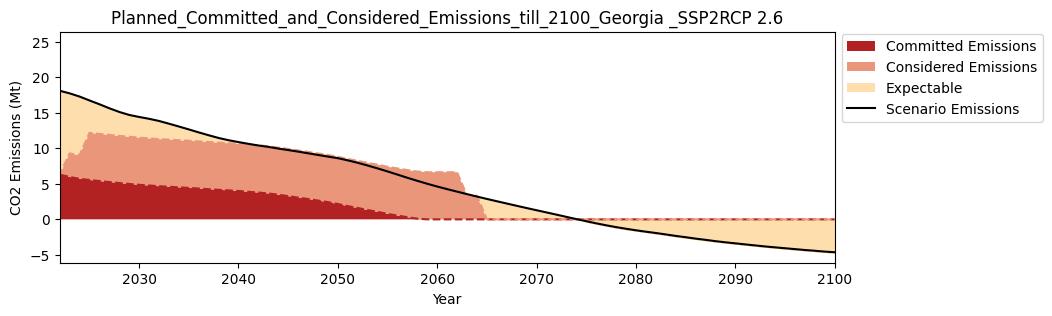 Planned_Committed_and_Considered_Emissions_till_2100_Georgia _SSP2RCP 2.6
25
20
15
10
5
0
−5
CO2 Emissions (Mt)
2030
2040
2050
2060
2070
2080
2090
2100
Year
Committed Emissions
Considered Emissions
Expectable
Scenario Emissions